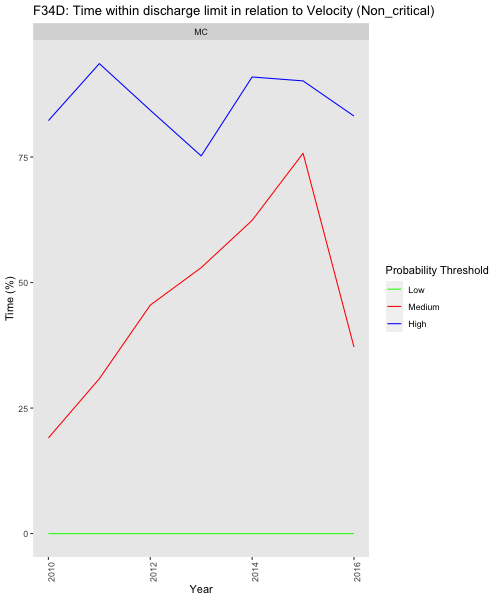 F34D: Time within discharge limit in relation to Velocity (Non_critical)
MC
75
50
25
0
Time (%)
2010
2012
2014
2016
Year
Probability Threshold
Low
Medium
High